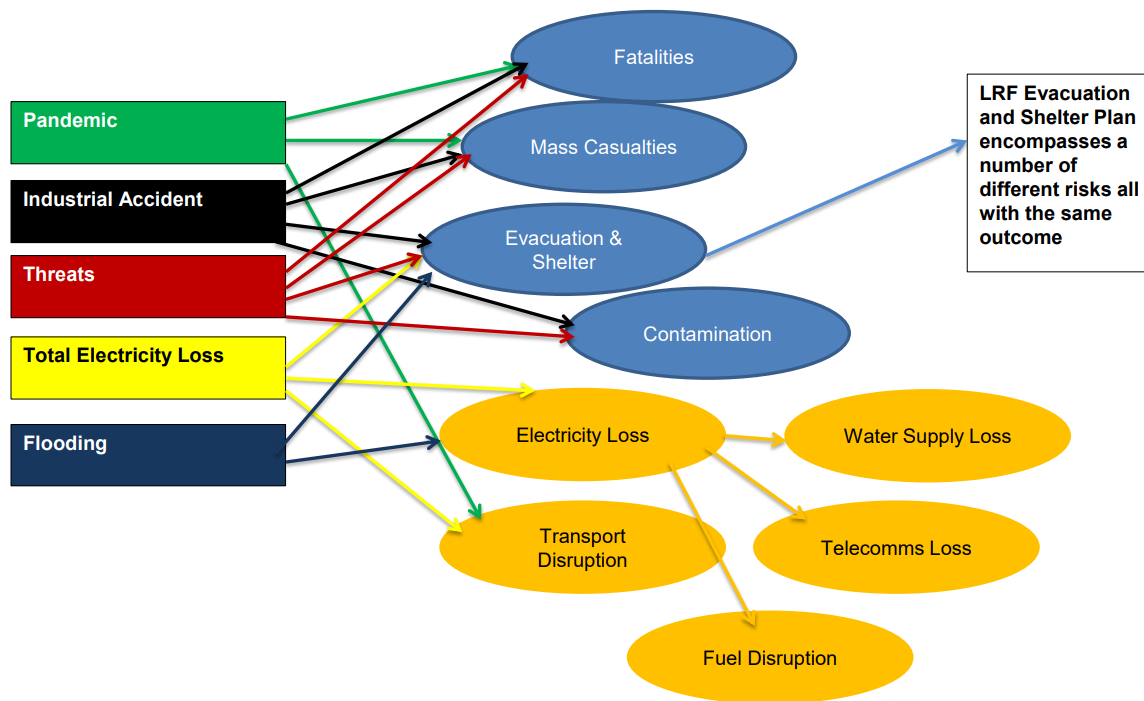 Pandemic
Industrial Accident
Threats
Total Electricity Loss
Flooding
Fatalities
Mass Casualties
Evacuation &
Shelter
Contamination
Electricity Loss
Transport
Disruption
Water Supply Loss
Telecomms Loss
Fuel Disruption
LRF Evacuation
and Shelter Plan
encompasses a
number of
different risks all
with the same
outcome